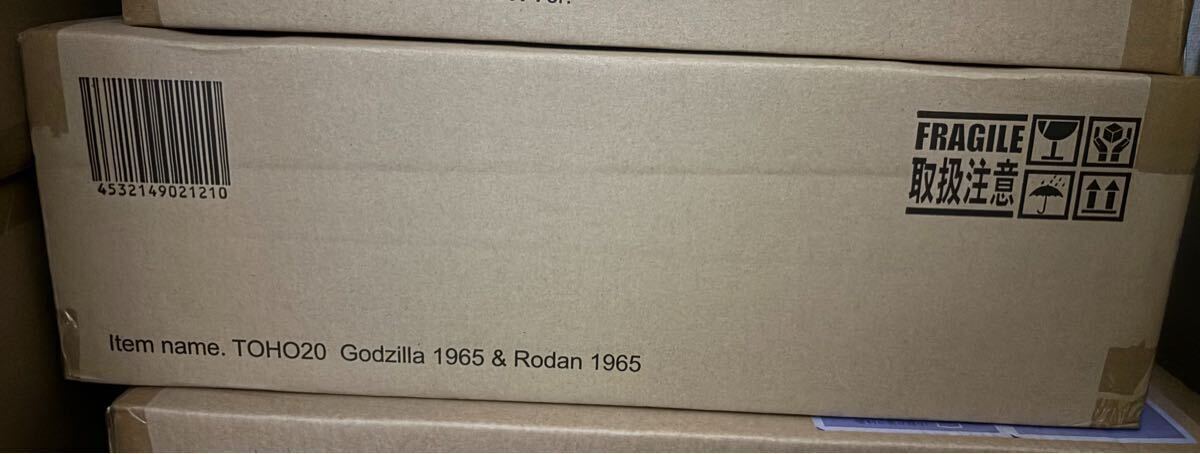 4532149021210
FRAGILE
取扱注意
Item name. TOHO20 Godzilla 1965 & Rodan 1965